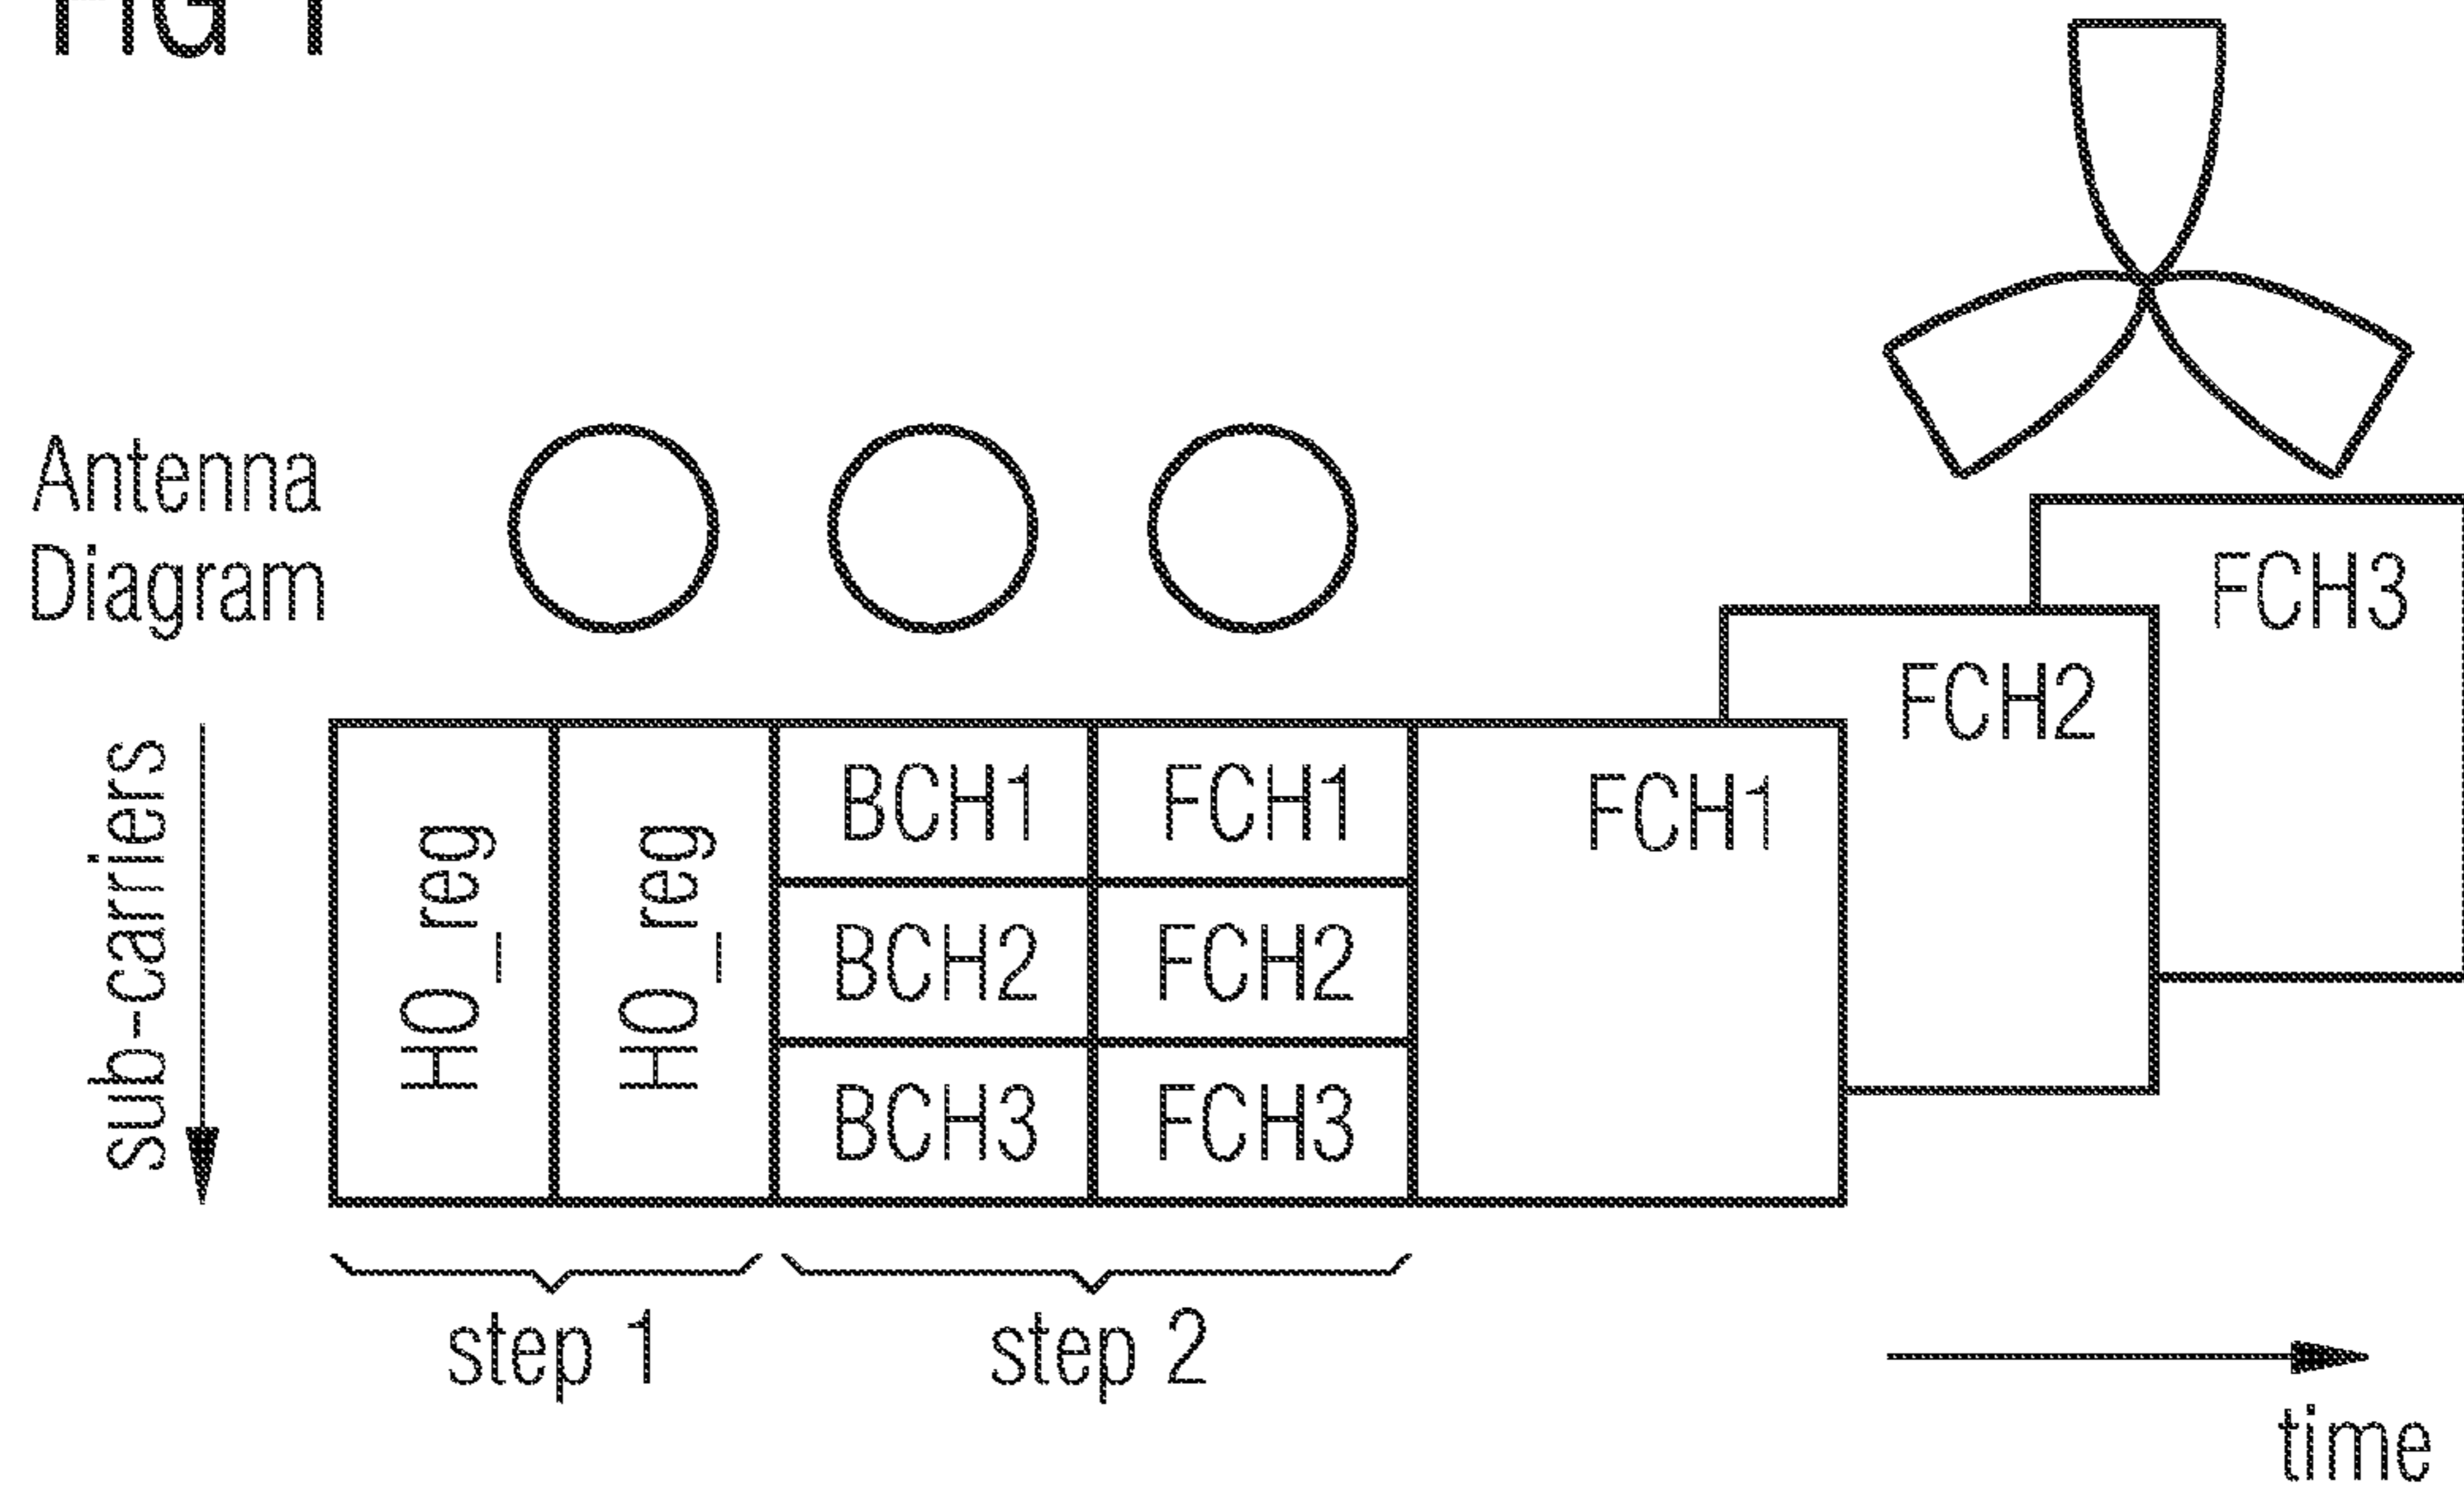 FIG 1
Antenna
Diagram
sub-carriers
HO_reg
HO_reg
BCH1
FCH1
BCH2
FCH2
BCH3
FCH3
FCH1
FCH2
FCH3
step 1
step 2
time